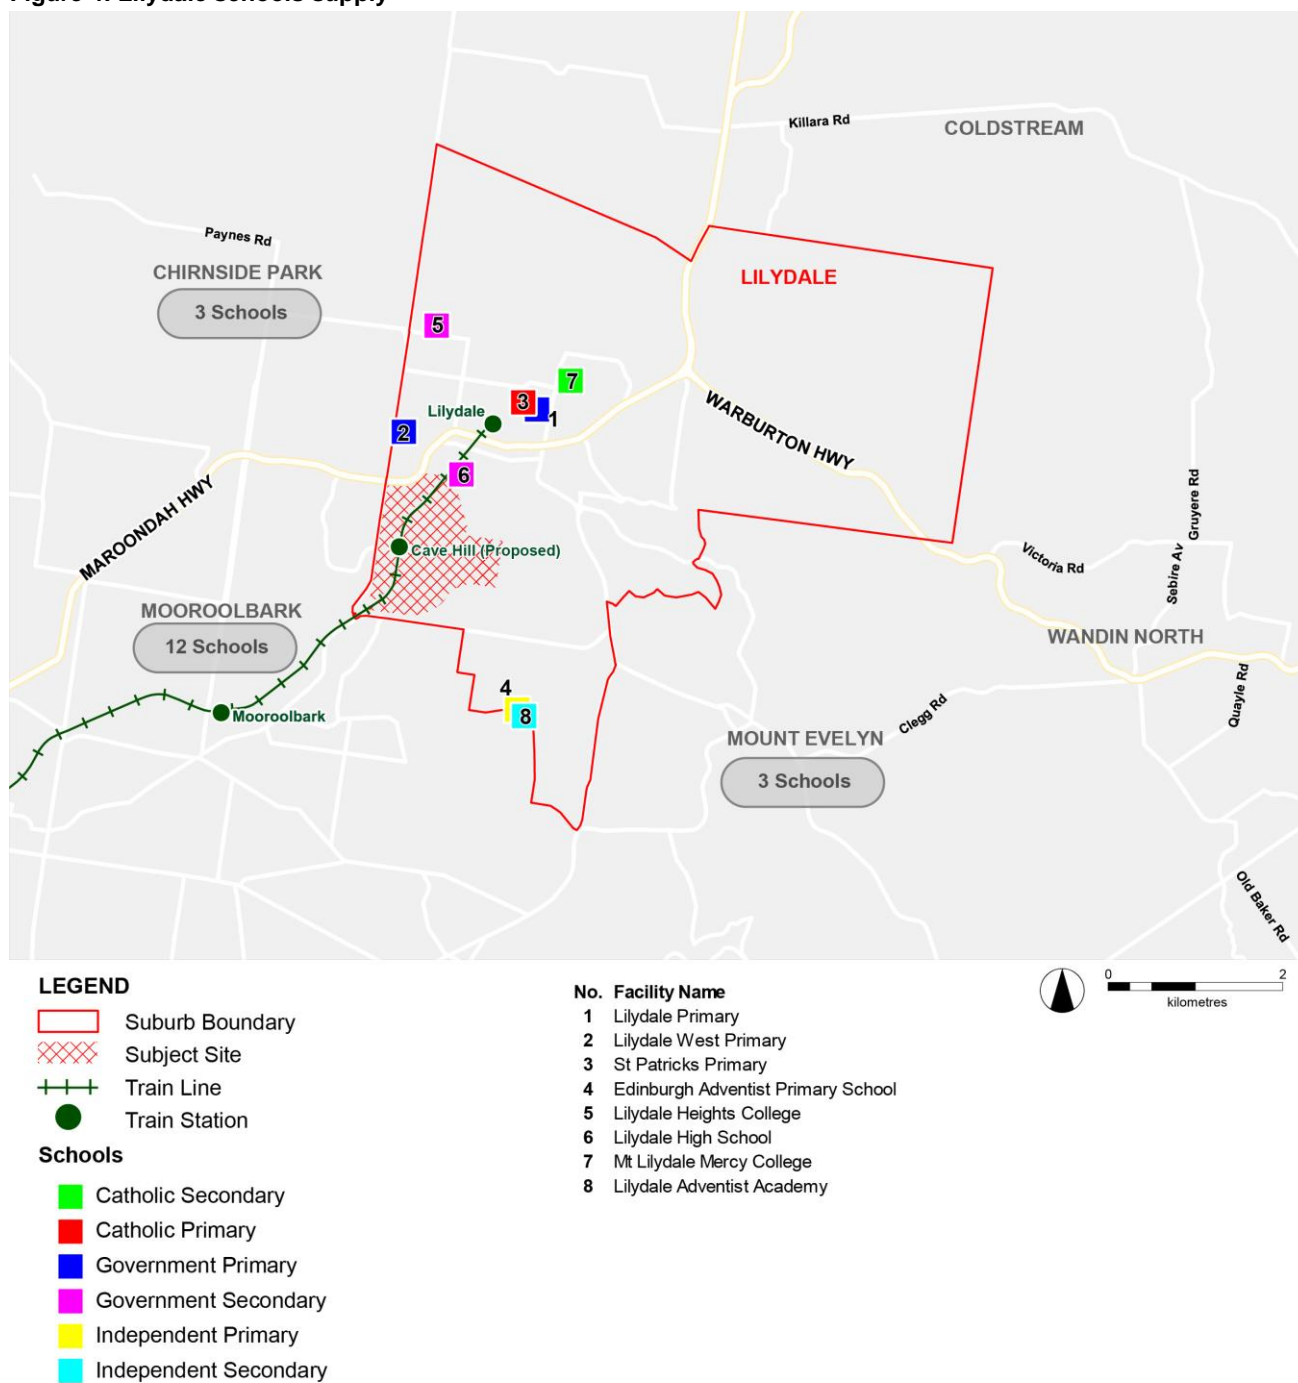 Figure 4: Lilydale schools supply
Killara Rd
COLDSTREAM
Paynes Rd
CHIRNSIDE PARK
3 Schools
LILYDALE
5
7
3
1
Lilydale
2
WARBURTON HWY
6
MAROONDAH HWY
Gruyere Rd
Cave Hill (Proposed)
Victoria Rd
Sebire Av
MOOROOLBARK
12 Schools
WANDIN NORTH
Quayle Rd
4
8
Mooroolbark
Clegg Rd
MOUNT EVELYN
3 Schools
Old Baker Rd
LEGEND
Suburb Boundary
Subject Site
Train Line
Train Station
Schools
Catholic Secondary
Catholic Primary
Government Primary
Government Secondary
Independent Primary
Independent Secondary
No. Facility Name
1 Lilydale Primary
2 Lilydale West Primary
3 St Patricks Primary
4 Edinburgh Adventist Primary School
5 Lilydale Heights College
6 Lilydale High School
7 Mt Lilydale Mercy College
8 Lilydale Adventist Academy
0 2
kilometres